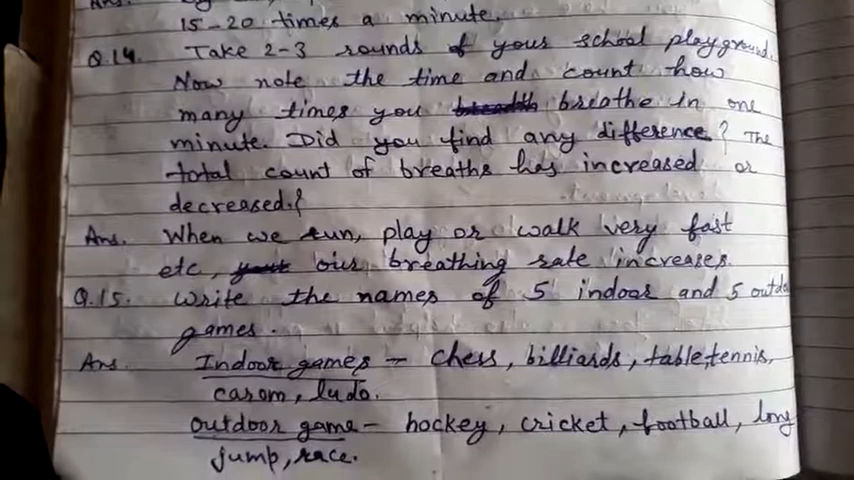 Ans.
15-20 times a minute.
Q.14. Take 2-3 rounds of your school playground.
Now note the time and count how
many times you breathe in one
minute. Did you find any difference? The
total count of breaths has increased or
decreased?
Ans. When we run, play or walk very fast
etc, our breathing rate increases.
Q.15. Write the names of 5 indoor and 5 outdo
games.
Ans. Indoor games - chess, billiards, table,tennis,
carom, ludo.
outdoor game - hockey, cricket, football, long
jump, race.